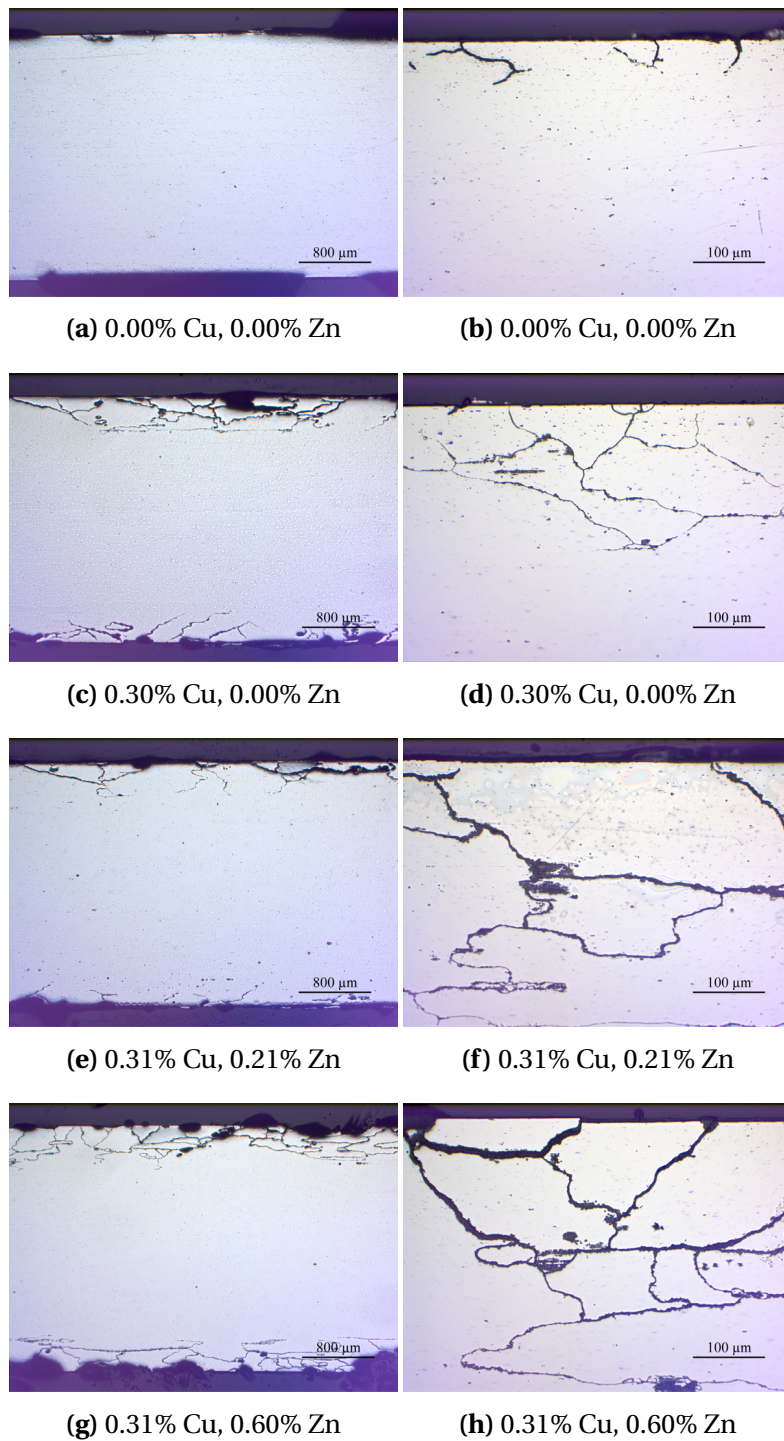 800 µm
100 µm
(a) 0.00% Cu, 0.00% Zn
(b) 0.00% Cu, 0.00% Zn
800 µm
100 µm
(c) 0.30% Cu, 0.00% Zn
(d) 0.30% Cu, 0.00% Zn
800 µm
100 µm
(e) 0.31% Cu, 0.21% Zn
(f) 0.31% Cu, 0.21% Zn
800 µm
100 µm
(g) 0.31% Cu, 0.60% Zn
(h) 0.31% Cu, 0.60% Zn